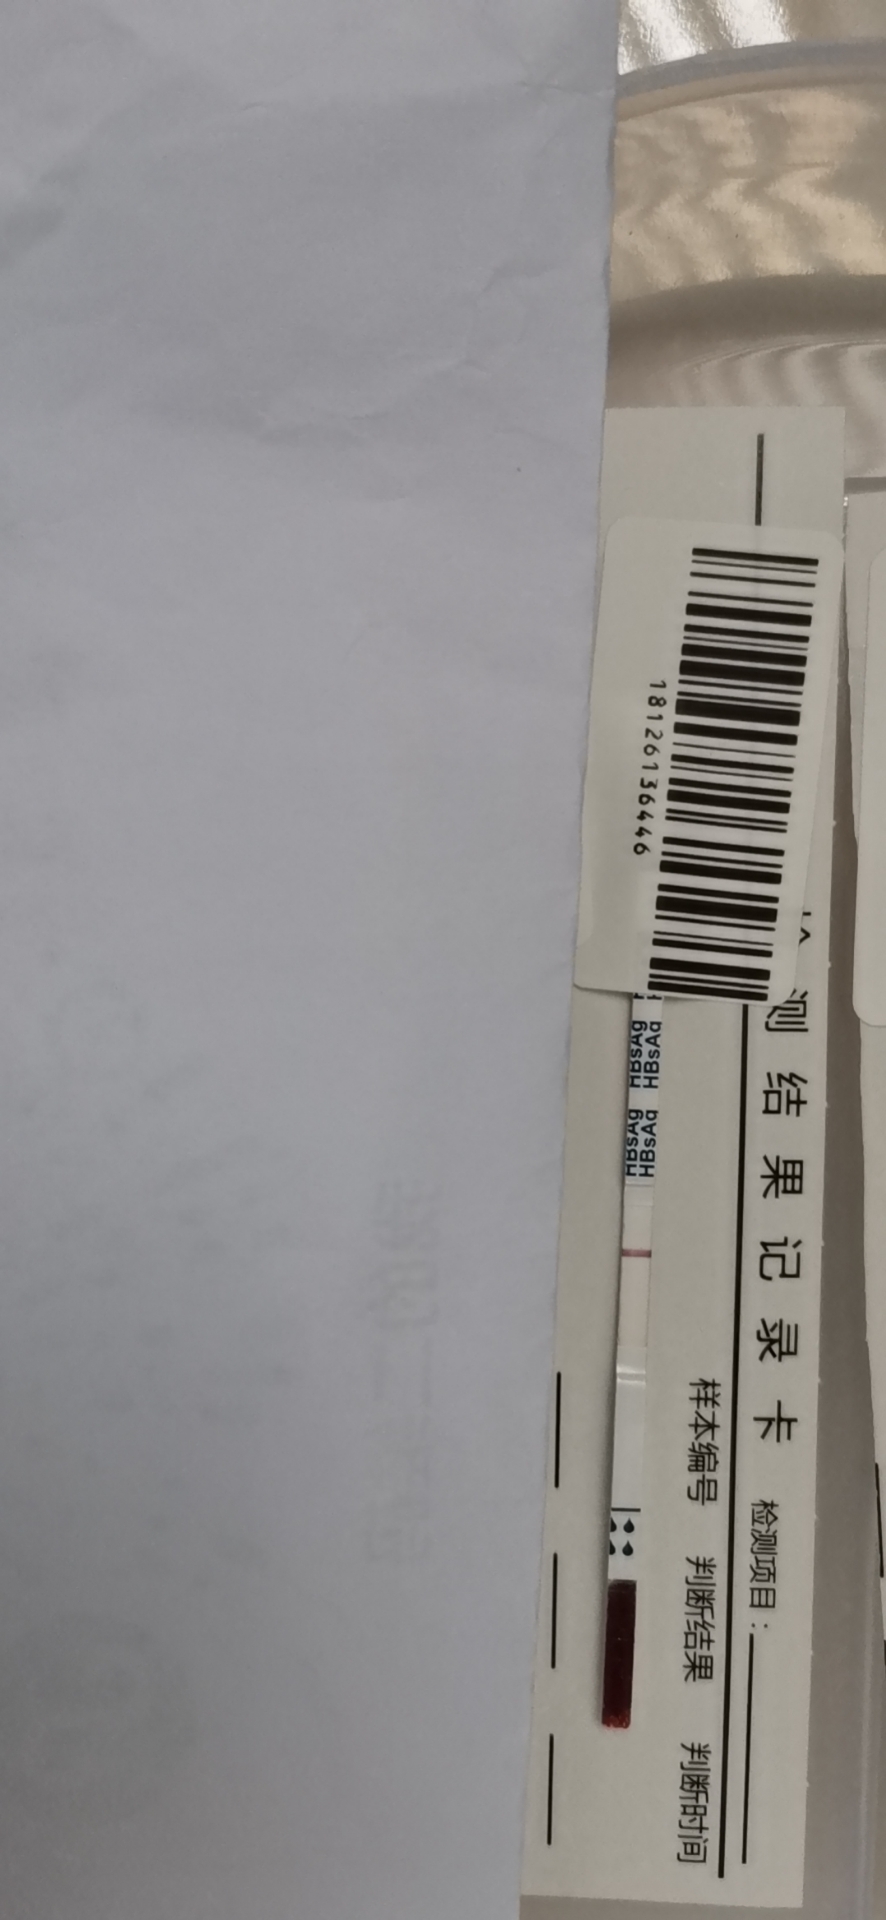 检测结果记录卡
检测项目：
样本编号 判断结果 判断时间
18126136446
HBsAg HBsAg
HBsAg HBsAg